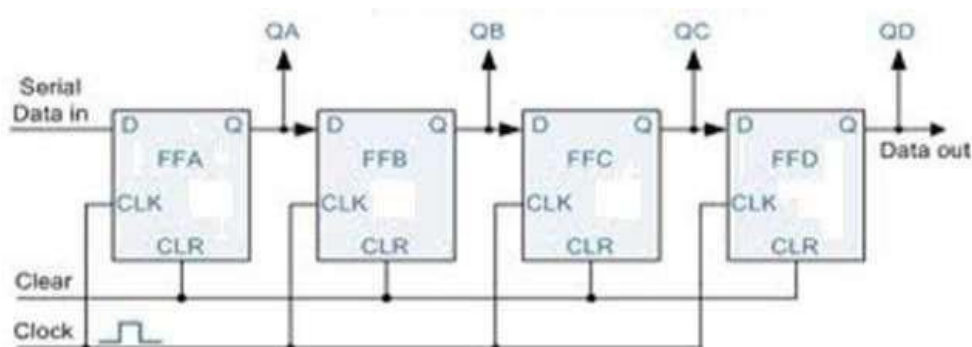 QA QB QC QD
Serial
Data in
D Q D Q D Q D Q
FFA FFB FFC FFD
Data out
CLK CLK CLK CLK
CLR CLR CLR CLR
Clear
Clock